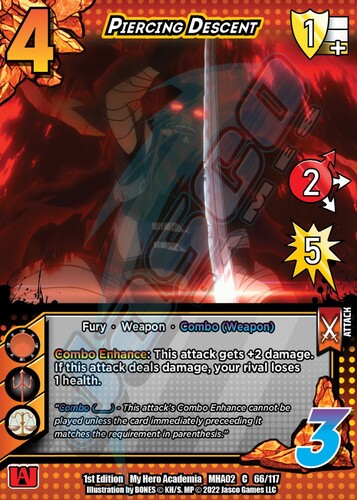 4
PIERCING DESCENT
1
+
2
5
ATTACK
Fury · Weapon · Combo (Weapon)
Combo Enhance: This attack gets +2 damage.
If this attack deals damage, your rival loses
1 health.
"Combo (___) - This attack's Combo Enhance cannot be
played unless the card immediately preceeding it
matches the requirement in parenthesis."
3
1st Edition My Hero Academia MHA02 C 66/117
Illustration by BONES © KH/S. MP © 2022 Jasco Games LLC
JASCO
GAMES